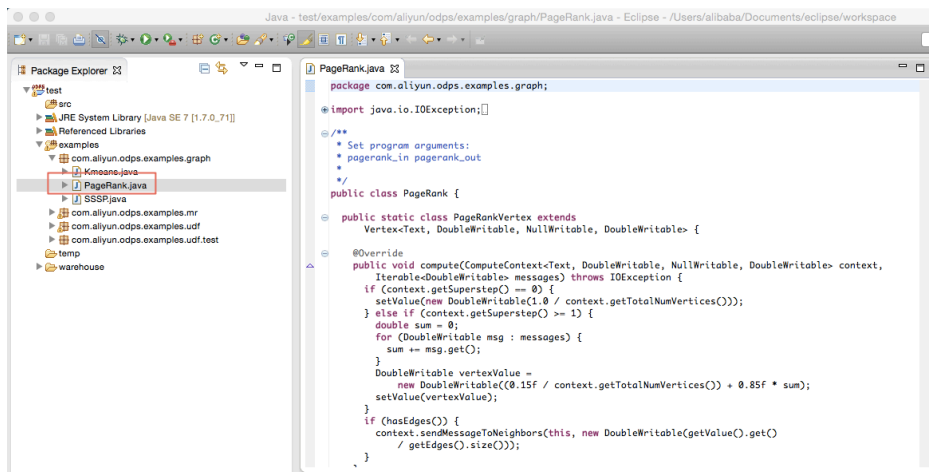 Java - test/examples/com/aliyun/odps/examples/graph/PageRank.java - Eclipse - /Users/alibaba/Documents/eclipse/workspace
Package Explorer
test
src
JRE System Library [Java SE 7 [1.7.0_71]]
Referenced Libraries
examples
com.aliyun.odps.examples.graph
Kmeans.java
PageRank.java
SSSP.java
com.aliyun.odps.examples.mr
com.aliyun.odps.examples.udf
com.aliyun.odps.examples.udf.test
temp
warehouse
PageRank.java
package com.aliyun.odps.examples.graph;
import java.io.IOException;
/**
* Set program arguments:
* pagerank_in pagerank_out
*
*/
public class PageRank {
public static class PageRankVertex extends
Vertex<Text, DoubleWritable, NullWritable, DoubleWritable> {
@Override
public void compute(ComputeContext<Text, DoubleWritable, NullWritable, DoubleWritable> context,
Iterable<DoubleWritable> messages) throws IOException {
if (context.getSuperstep() == 0) {
setValue(new DoubleWritable(1.0 / context.getTotalNumVertices()));
} else if (context.getSuperstep() >= 1) {
double sum = 0;
for (DoubleWritable msg : messages) {
sum += msg.get();
}
DoubleWritable vertexValue =
new DoubleWritable((0.15f / context.getTotalNumVertices()) + 0.85f * sum);
setValue(vertexValue);
}
if (hasEdges()) {
context.sendMessageToNeighbors(this, new DoubleWritable(getValue().get()
/ getEdges().size()));
}